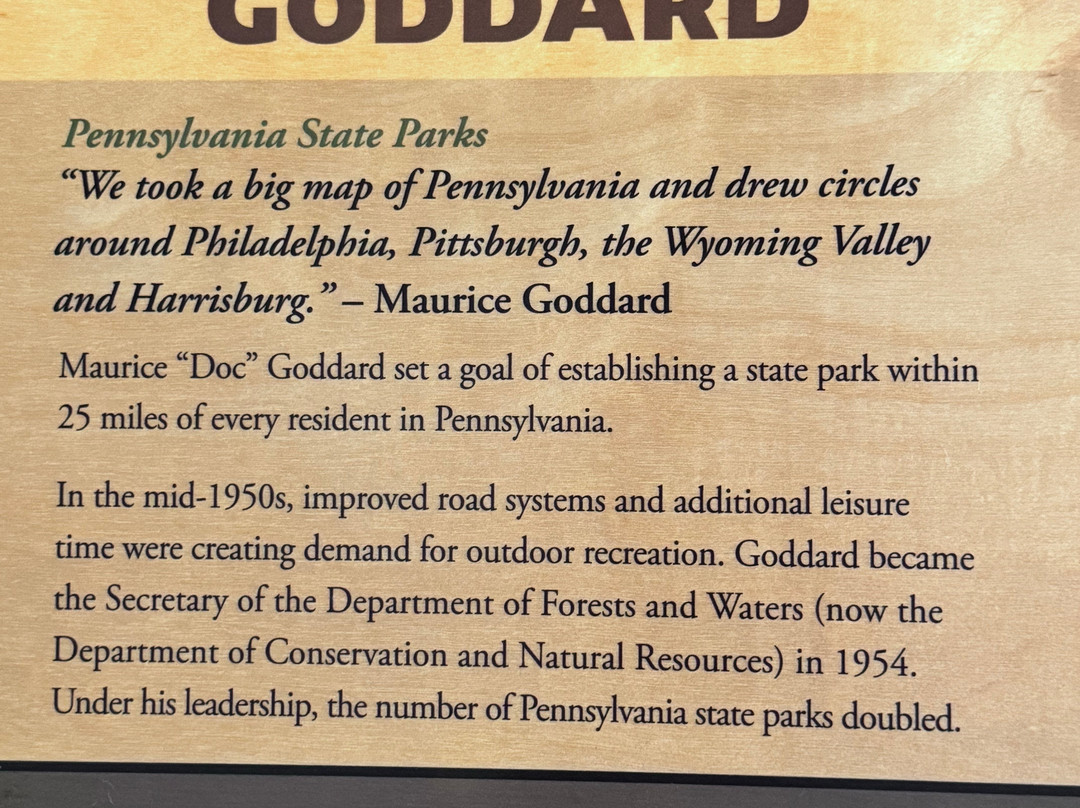 GODDARD
Pennsylvania State Parks
“We took a big map of Pennsylvania and drew circles
around Philadelphia, Pittsburgh, the Wyoming Valley
and Harrisburg.” – Maurice Goddard
Maurice “Doc” Goddard set a goal of establishing a state park within
25 miles of every resident in Pennsylvania.
In the mid-1950s, improved road systems and additional leisure
time were creating demand for outdoor recreation. Goddard became
the Secretary of the Department of Forests and Waters (now the
Department of Conservation and Natural Resources) in 1954.
Under his leadership, the number of Pennsylvania state parks doubled.